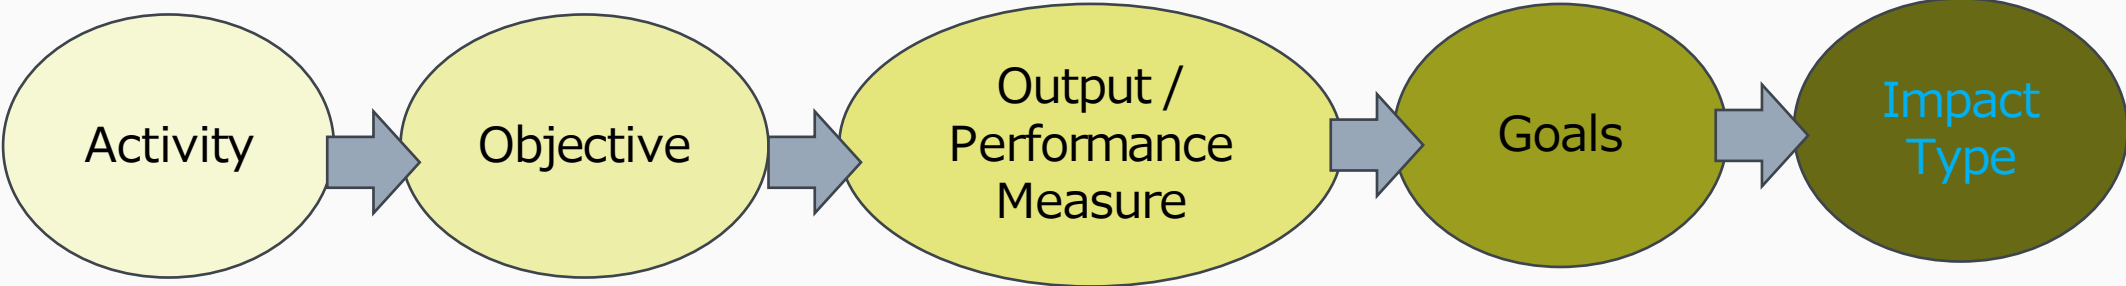 Activity
Objective
Output /
Performance
Measure
Goals
Impact
Type